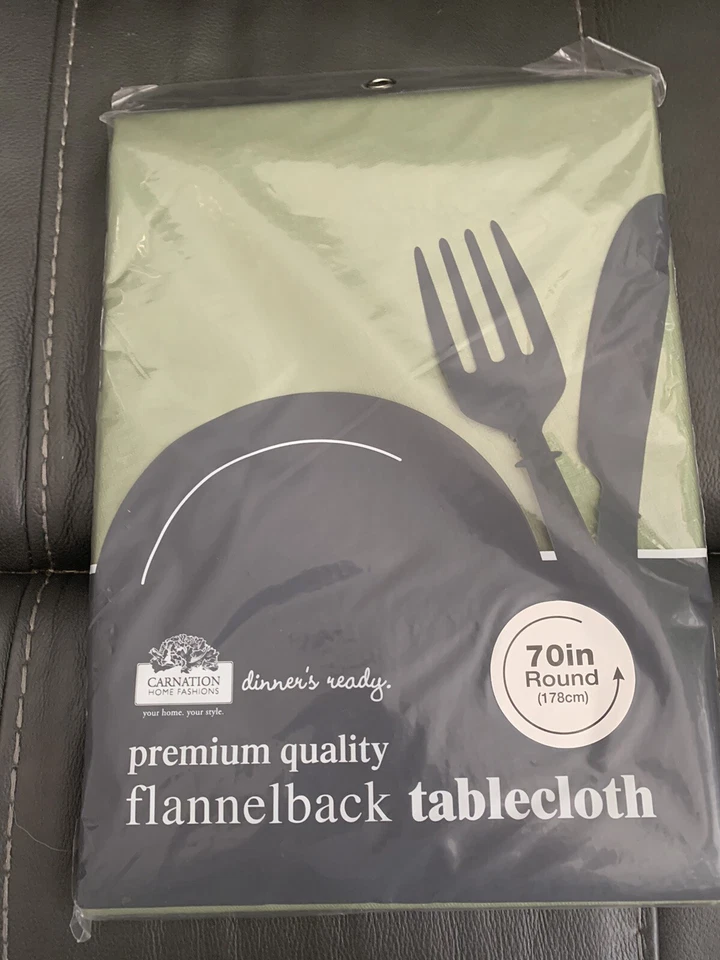 CARNATION
HOME FASHIONS
your home. your style.
dinner's ready.
70in
Round
(178cm)
premium quality
flannelback tablecloth